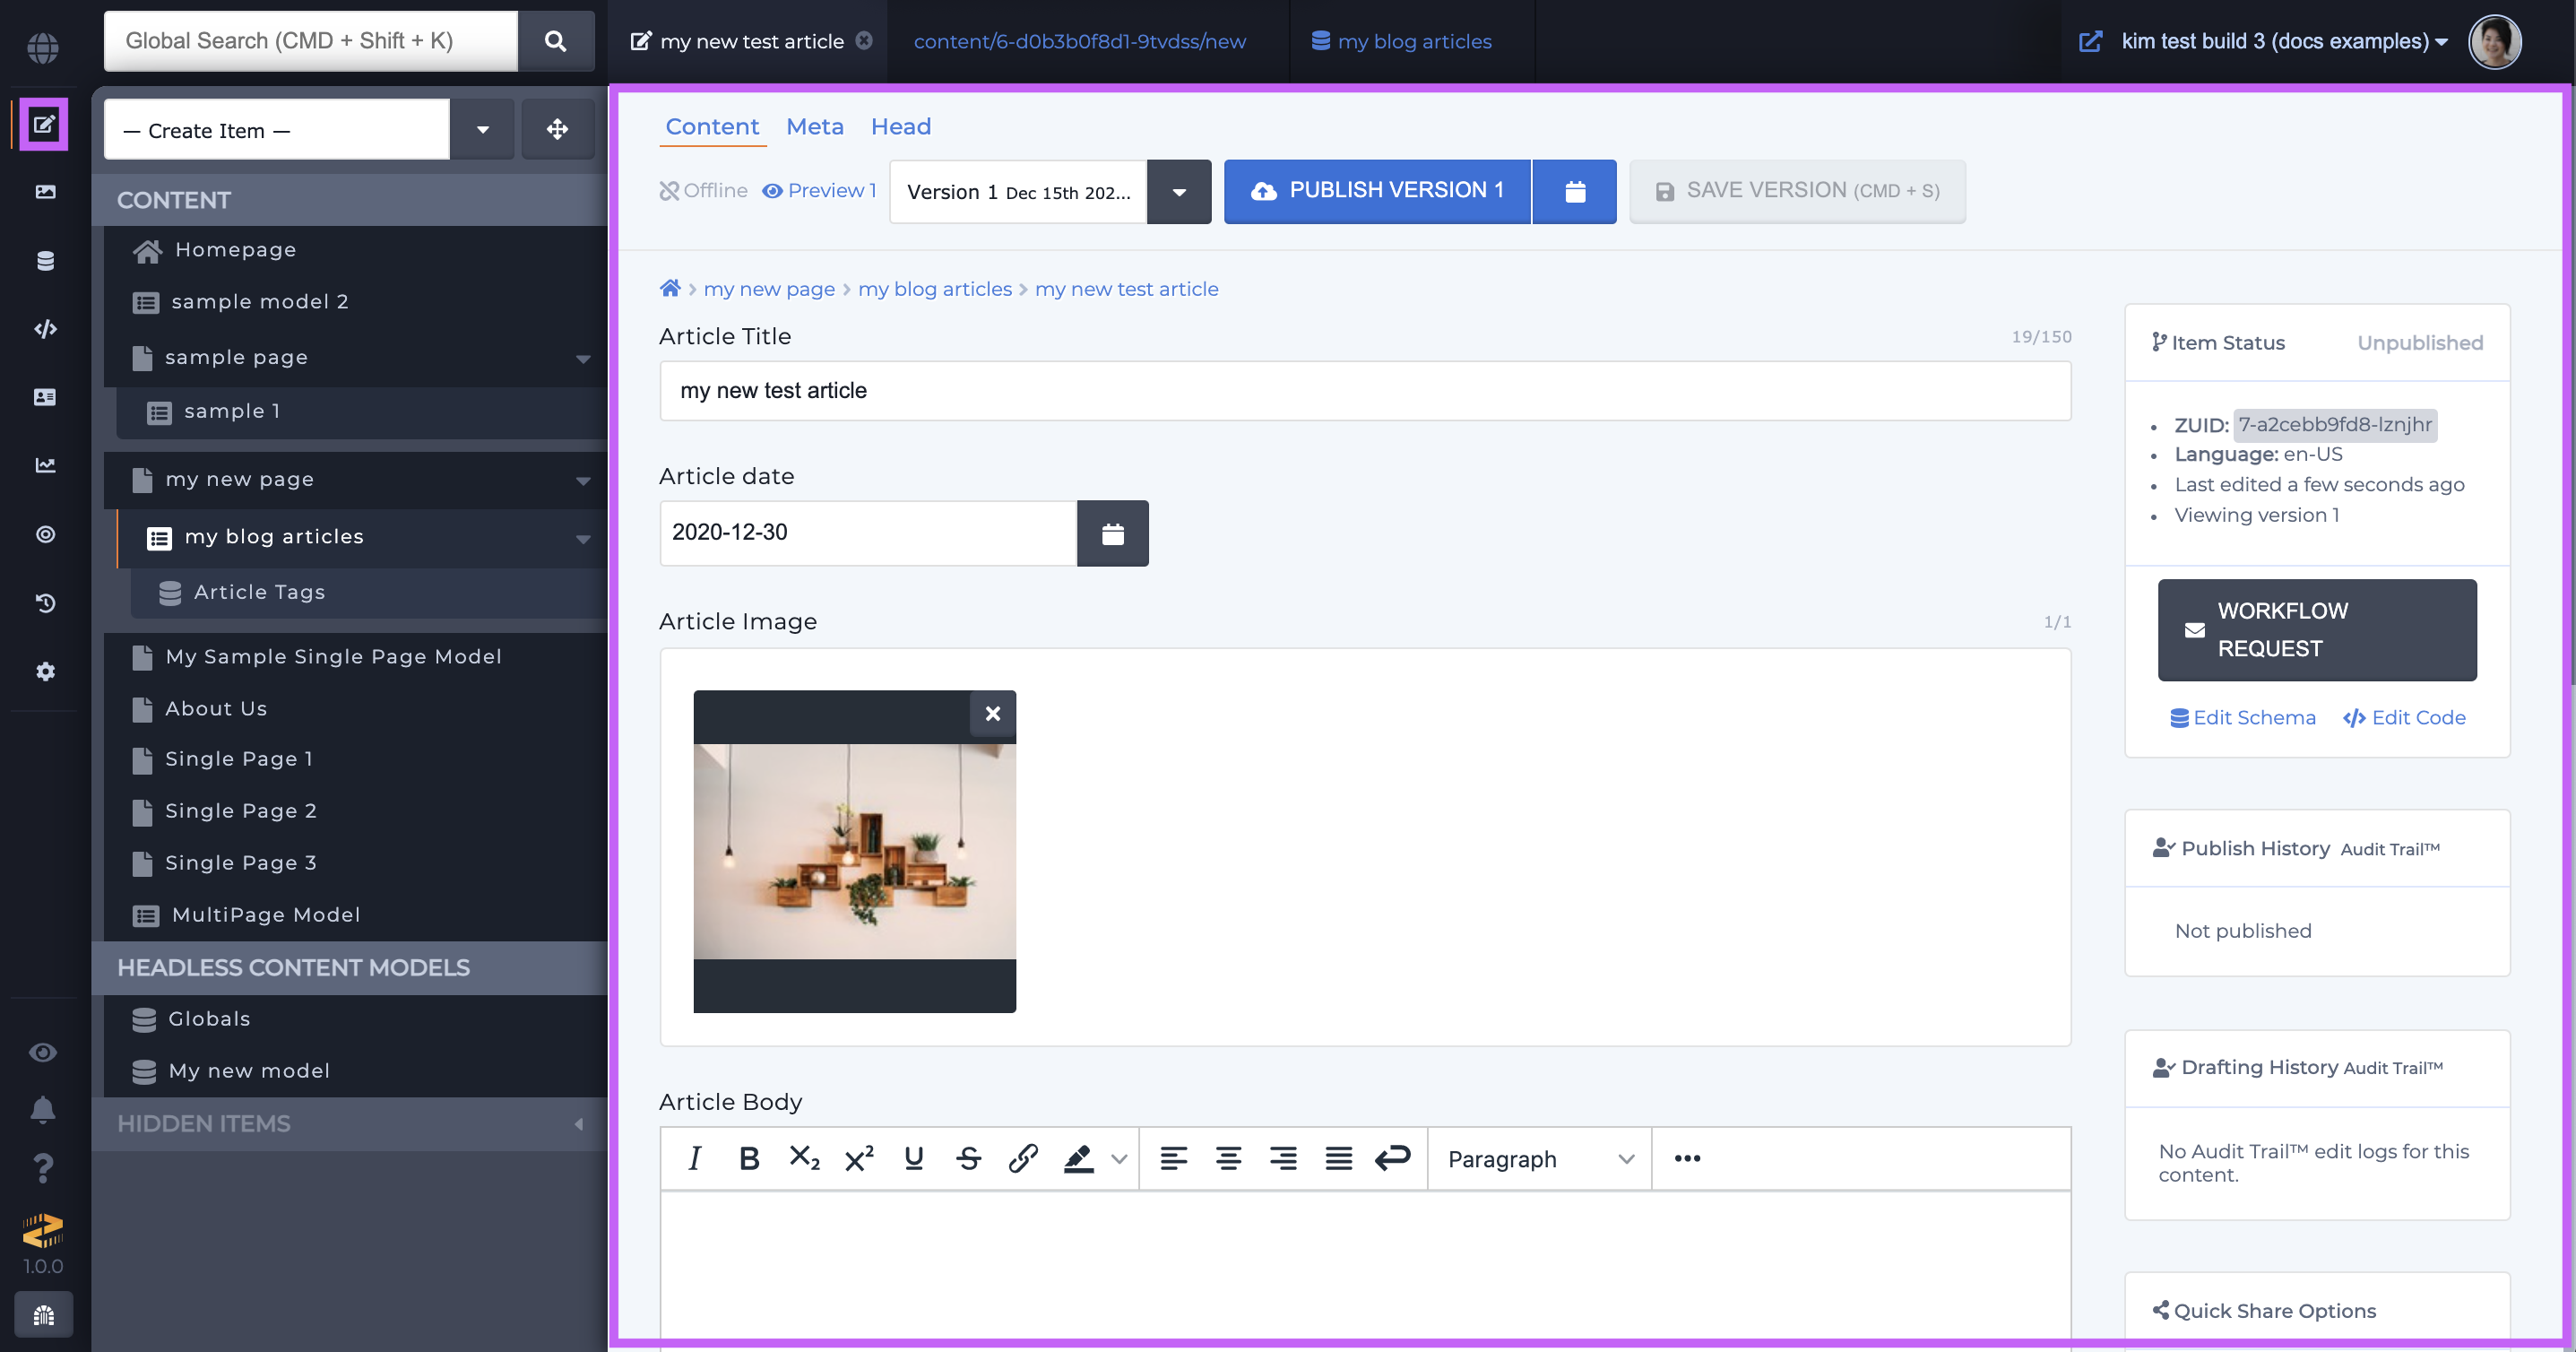 Global Search (CMD + Shift + K)
my new test article
content/6-d0b3b0f8d1-9tvdss/new
my blog articles
kim test build 3 (docs examples)
— Create Item —
CONTENT
Homepage
sample model 2
sample page
sample 1
my new page
my blog articles
Article Tags
My Sample Single Page Model
About Us
Single Page 1
Single Page 2
Single Page 3
MultiPage Model
HEADLESS CONTENT MODELS
Globals
My new model
HIDDEN ITEMS
1.0.0
Content Meta Head
Offline Preview 1 Version 1 Dec 15th 202... PUBLISH VERSION 1 SAVE VERSION (CMD + S)
my new page > my blog articles > my new test article
Article Title 19/150
my new test article
Article date
2020-12-30
Article Image 1/1
Article Body
I B X₂ X² U S Paragraph
Item Status Unpublished
ZUID: 7-a2cebb9fd8-lznjhr
Language: en-US
Last edited a few seconds ago
Viewing version 1
WORKFLOW
REQUEST
Edit Schema Edit Code
Publish History Audit Trail™
Not published
Drafting History Audit Trail™
No Audit Trail™ edit logs for this
content.
Quick Share Options